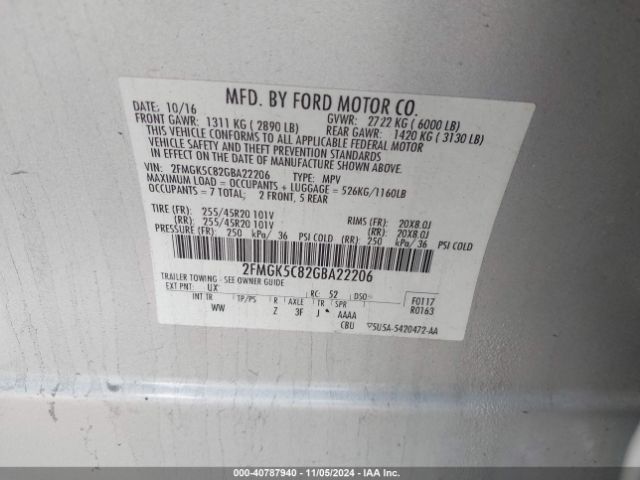 MFD. BY FORD MOTOR CO.
DATE: 10/16 GVWR: 2722 KG ( 6000 LB)
FRONT GAWR: 1311 KG ( 2890 LB) REAR GAWR: 1420 KG ( 3130 LB)
THIS VEHICLE CONFORMS TO ALL APPLICABLE FEDERAL MOTOR
VEHICLE SAFETY AND THEFT PREVENTION STANDARDS
IN EFFECT ON THE DATE OF MANUFACTURE SHOWN ABOVE.
VIN: 2FMGK5C82GBA22206 TYPE: MPV
MAXIMUM LOAD = OCCUPANTS + LUGGAGE = 526KG/1160LB
OCCUPANTS = 7 TOTAL; 2 FRONT, 5 REAR
TIRE (FR): 255/45R20 101V RIMS (FR): 20X8.0J
(RR): 255/45R20 101V (RR): 20X8.0J
PRESSURE (FR): 250 kPa/ 36 PSI COLD (RR): 250 kPa/ 36 PSI COLD
2FMGK5C82GBA22206
TRAILER TOWING - SEE OWNER GUIDE
EXT PNT: UX RC: 52 DSO: F0117
INT TR TP/PS R AXLE TR SPR R0163
WW Z 3F J AAAA
CBU 5U5A-5420472-AA
000-40787940 - 11/05/2024 - IAA Inc.